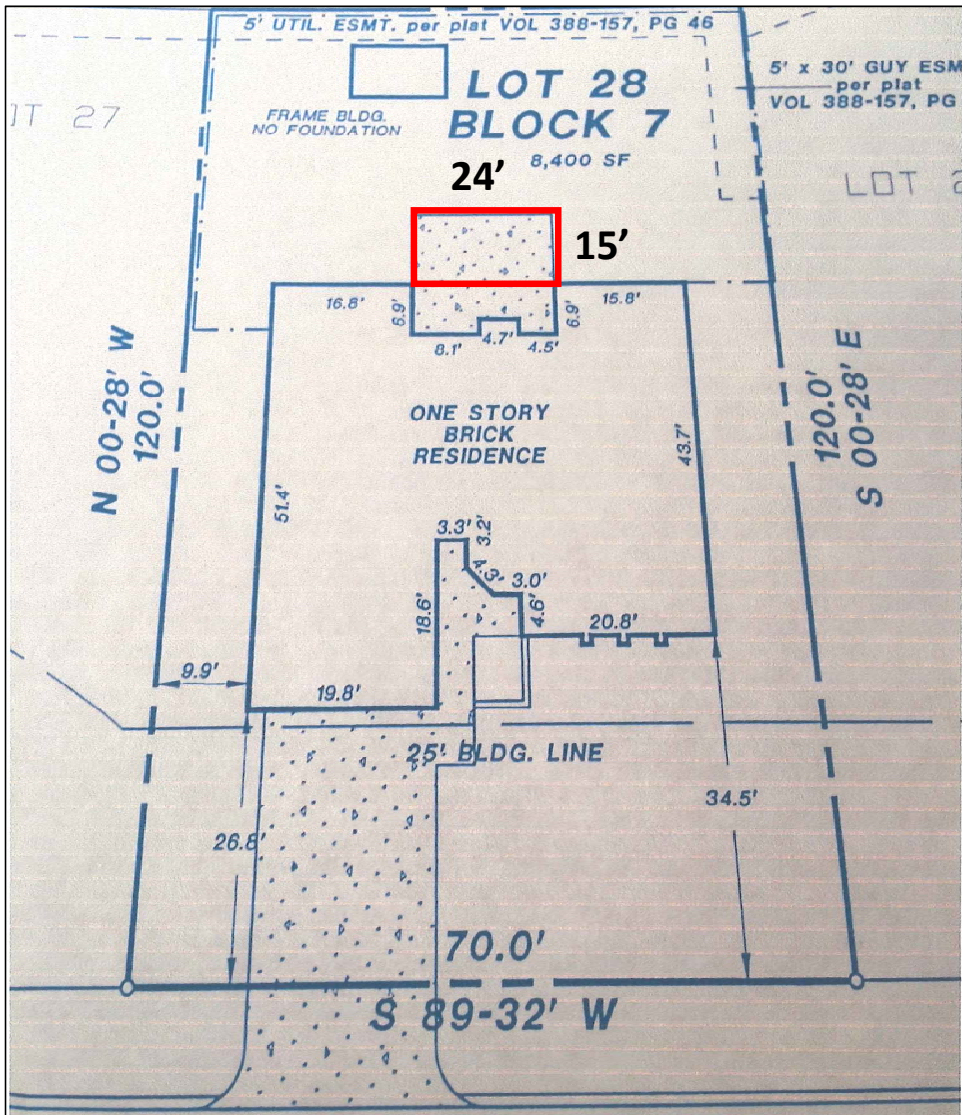 5' UTIL. ESMT. per plat VOL 388-157, PG 46
5' x 30' GUY ESM
per plat
VOL 388-157, PG
LOT 28
BLOCK 7
8,400 SF
FRAME BLDG.
NO FOUNDATION
27
LOT
24’
15’
16.8'
6.9'
8.1'
4.7'
4.5'
6.9'
15.8'
N 00-28' W
120.0'
120.0'
S 00-28' E
ONE STORY
BRICK
RESIDENCE
51.4'
43.7'
3.3'
3.2'
4.3'
3.0'
4.6'
18.6'
20.8'
9.9'
19.8'
25' BLDG. LINE
34.5'
26.8'
70.0'
S 89-32' W